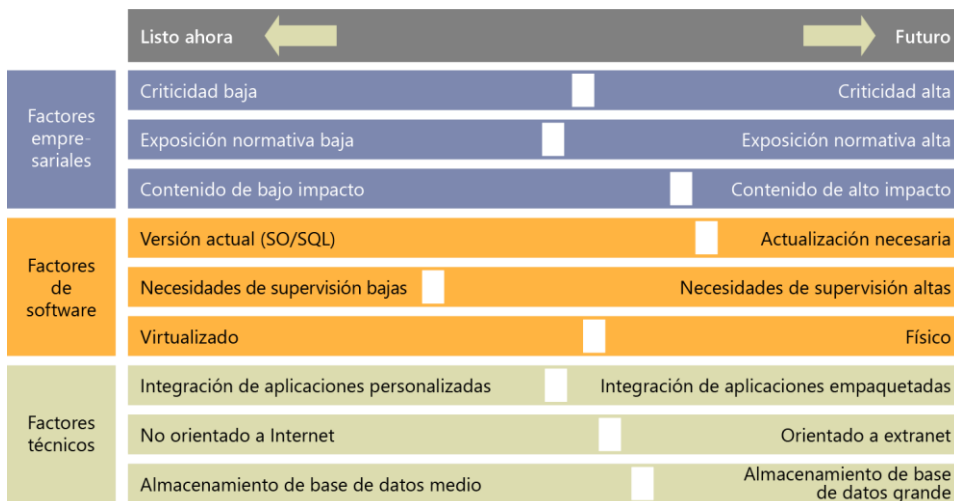 Listo ahora
Futuro
Factores
empre-
sariales
Criticidad baja
Criticidad alta
Exposición normativa baja
Exposición normativa alta
Contenido de bajo impacto
Contenido de alto impacto
Factores
de
software
Versión actual (SO/SQL)
Actualización necesaria
Necesidades de supervisión bajas
Necesidades de supervisión altas
Virtualizado
Físico
Factores
técnicos
Integración de aplicaciones personalizadas
Integración de aplicaciones empaquetadas
No orientado a Internet
Orientado a extranet
Almacenamiento de base de datos medio
Almacenamiento de base
de datos grande